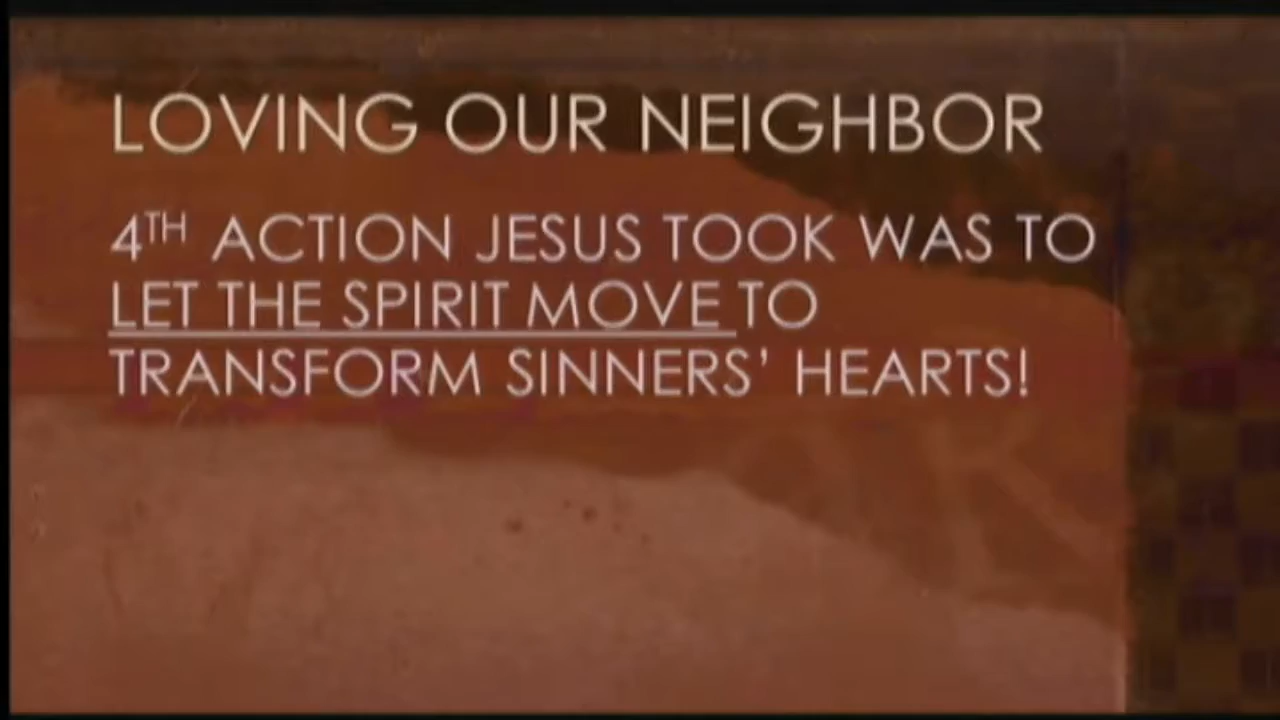 LOVING OUR NEIGHBOR
4TH ACTION JESUS TOOK WAS TO
LET THE SPIRIT MOVE TO
TRANSFORM SINNERS’ HEARTS!